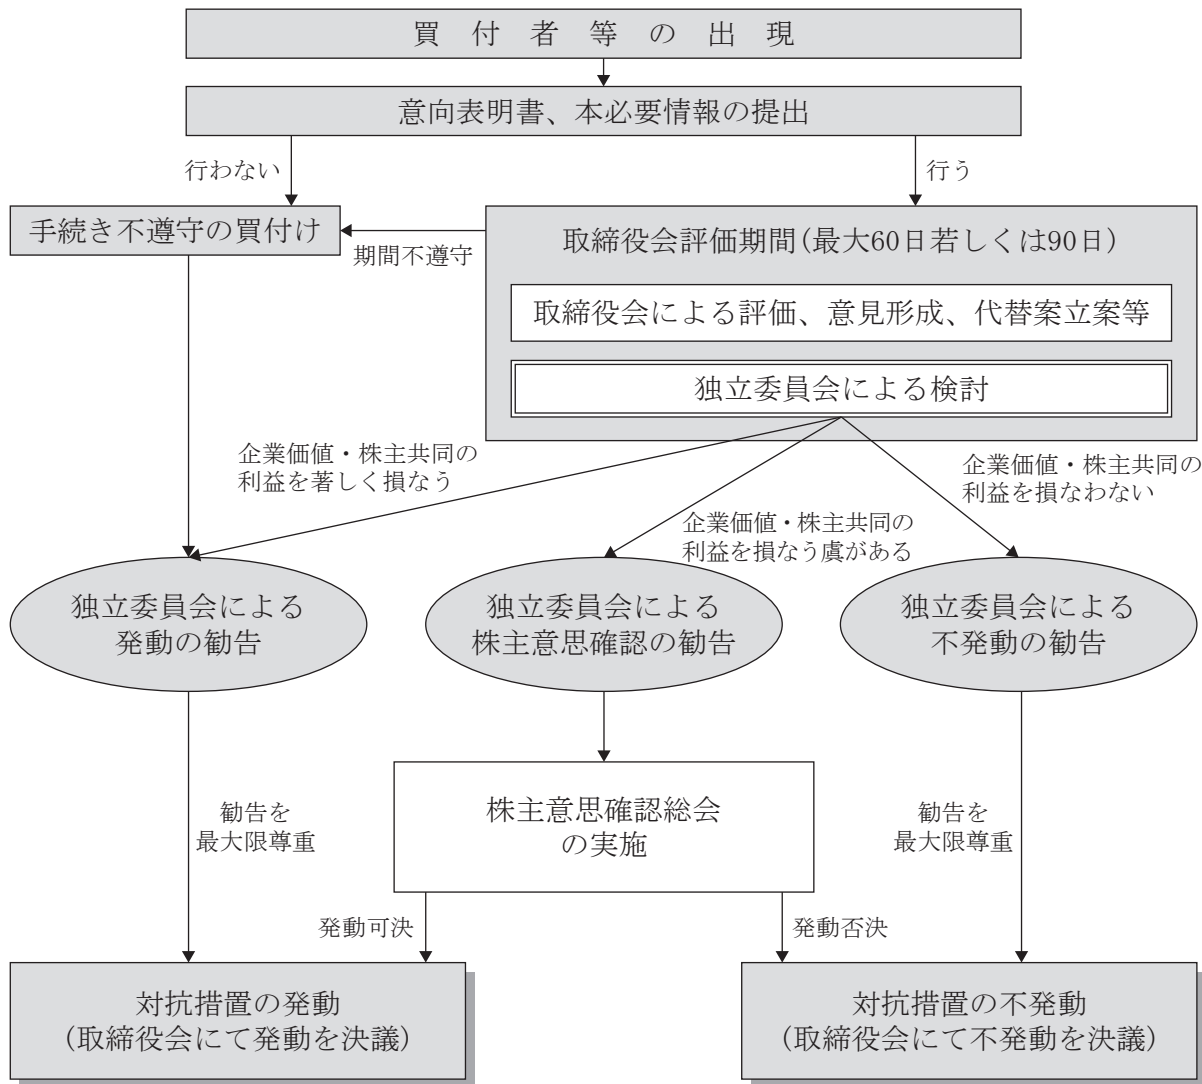 買付者等の出現
意向表明書、本必要情報の提出
行わない
行う
手続き不遵守の買付け
期間不遵守
取締役会評価期間(最大60日若しくは90日)
取締役会による評価、意見形成、代替案立案等
独立委員会による検討
企業価値・株主共同の
利益を著しく損なう
企業価値・株主共同の
利益を損なう虞がある
企業価値・株主共同の
利益を損なわない
独立委員会による
発動の勧告
独立委員会による
株主意思確認の勧告
独立委員会による
不発動の勧告
勧告を
最大限尊重
株主意思確認総会
の実施
勧告を
最大限尊重
発動可決
発動否決
対抗措置の発動
(取締役会にて発動を決議)
対抗措置の不発動
(取締役会にて不発動を決議)